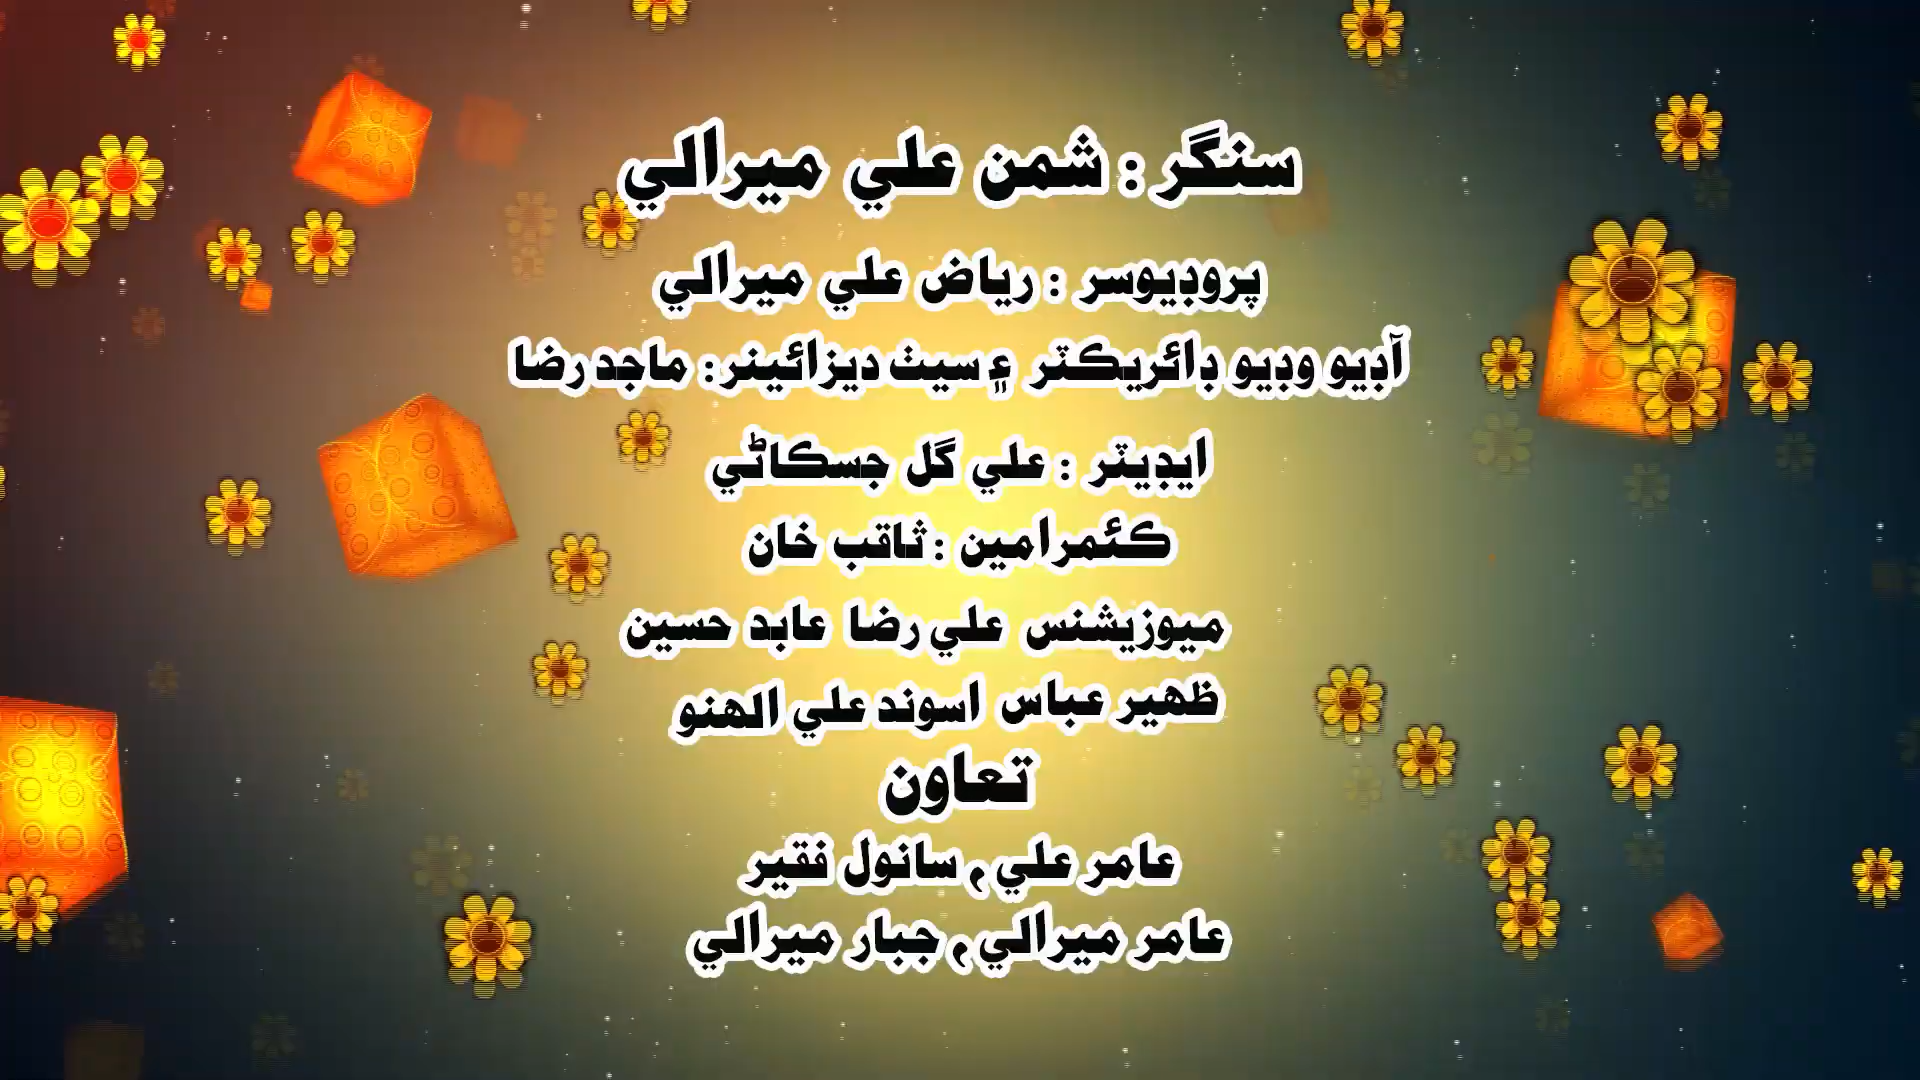 سنگر : شمن علي ميرالي
پروڊيوسر : رياض علي ميرالي
آڊيو وڊيو ڊائريڪٽر ۽ سيٽ ديزائينر: ماجد رضا
ايڊيٽر : علي گل جسڪاڻي
ڪئمرامين : ثاقب خان
ميوزيشنس علي رضا عابد حسين
ظهير عباس اسوند علي الهنو
تعاون
عامر علي ۾ سانول فقير
عامر ميرالي ۾ جبار ميرالي